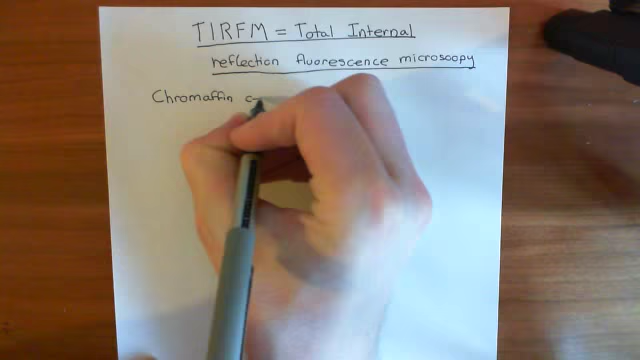 TIRFM = Total Internal
reflection fluorescence microscopy
Chromaffin c